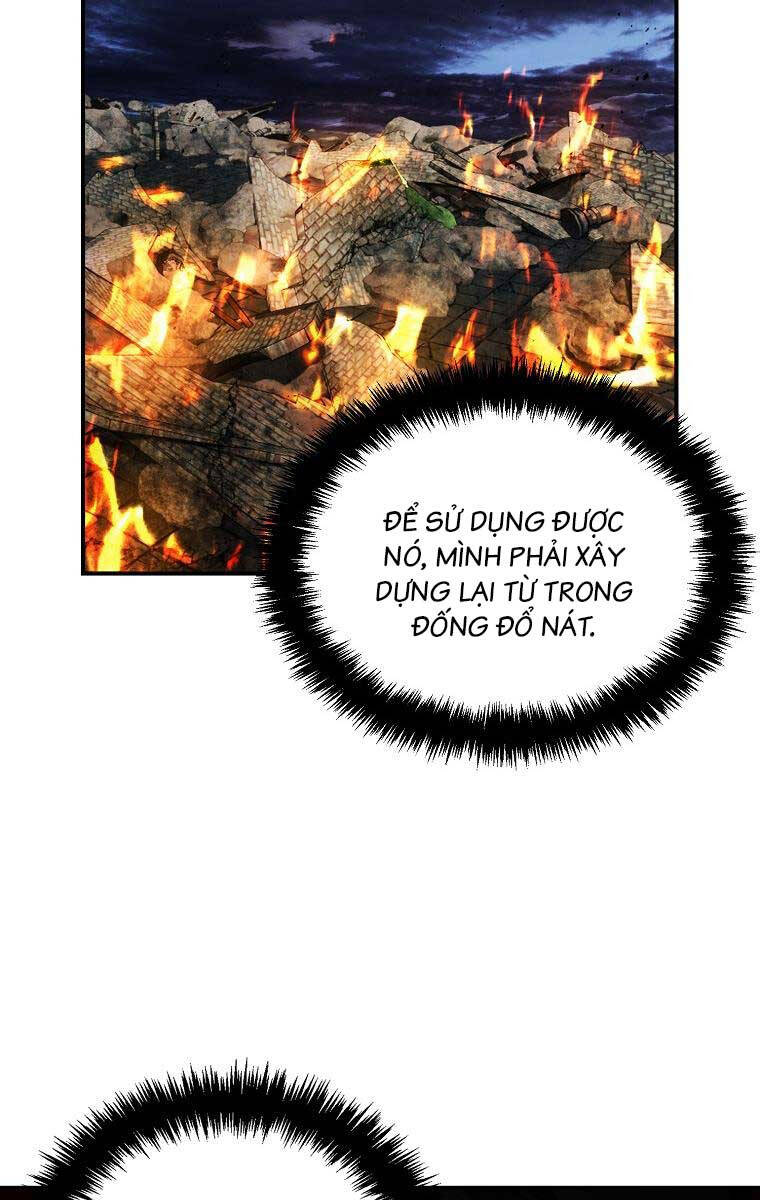 ĐỂ SỬ DỤNG ĐƯỢC
NÓ, MÌNH PHẢI XÂY
DỰNG LẠI TỪ TRONG
ĐỐNG ĐỔ NÁT.